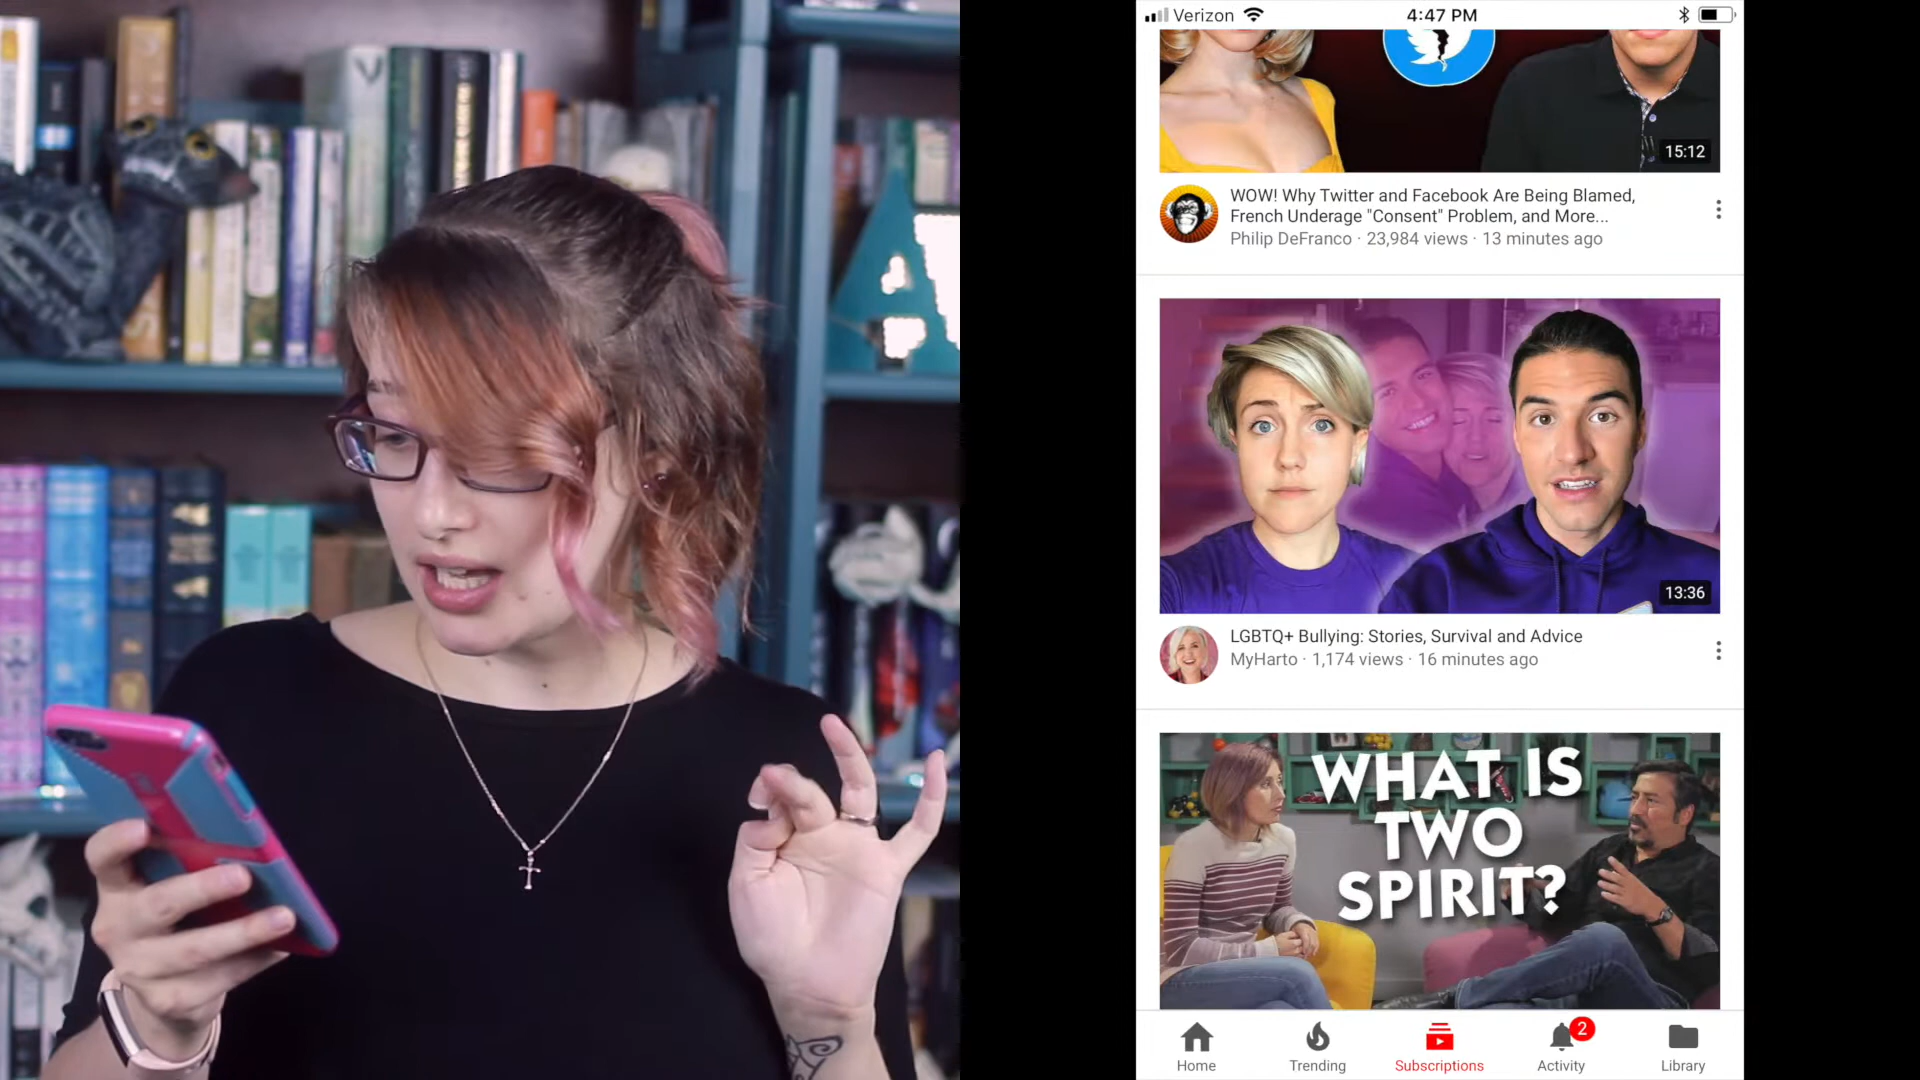 Verizon
4:47 PM
15:12
WOW! Why Twitter and Facebook Are Being Blamed,
French Underage "Consent" Problem, and More...
Philip DeFranco · 23,984 views · 13 minutes ago
13:36
LGBTQ+ Bullying: Stories, Survival and Advice
MyHarto · 1,174 views · 16 minutes ago
WHAT IS
TWO
SPIRIT?
2
Home
Trending
Subscriptions
Activity
Library